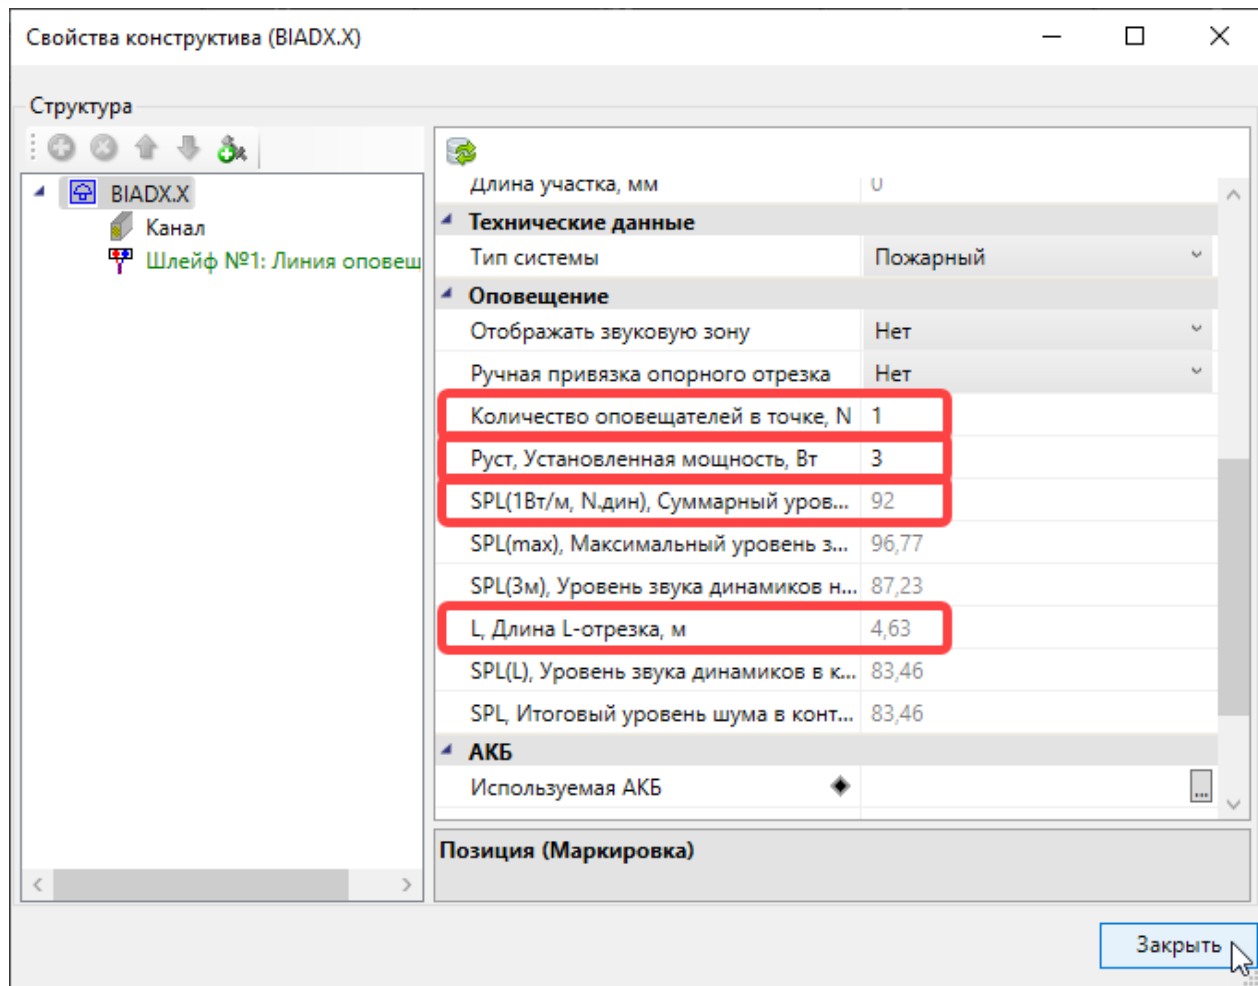 Свойства конструктива (BIADX.X)
Структура
BIADX.X
Канал
Шлейф №1: Линия оповещ
Длина участка, мм 0
Технические данные
Тип системы Пожарный
Оповещение
Отображать звуковую зону Нет
Ручная привязка опорного отрезка Нет
Количество оповещателей в точке, N 1
Руст, Установленная мощность, Вт 3
SPL(1Вт/м, N.дин), Суммарный уров... 92
SPL(max), Максимальный уровень з... 96,77
SPL(3м), Уровень звука динамиков н... 87,23
L, Длина L-отрезка, м 4,63
SPL(L), Уровень звука динамиков в к... 83,46
SPL, Итоговый уровень шума в конт... 83,46
АКБ
Используемая АКБ ...
Позиция (Маркировка)
Закрыть